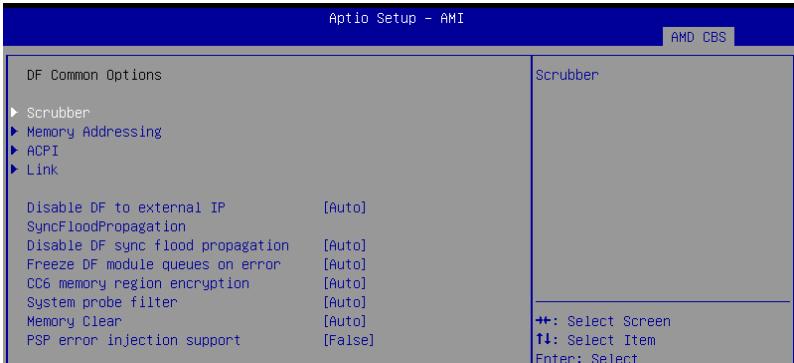 Aptio Setup – AMI
AMD CBS
DF Common Options
Scrubber
Memory Addressing
ACPI
Link
Disable DF to external IP [Auto]
SyncFloodPropagation
Disable DF sync flood propagation [Auto]
Freeze DF module queues on error [Auto]
CC6 memory region encryption [Auto]
System probe filter [Auto]
Memory Clear [Auto]
PSP error injection support [False]
Scrubber
→←: Select Screen
↑↓: Select Item
Enter: Select